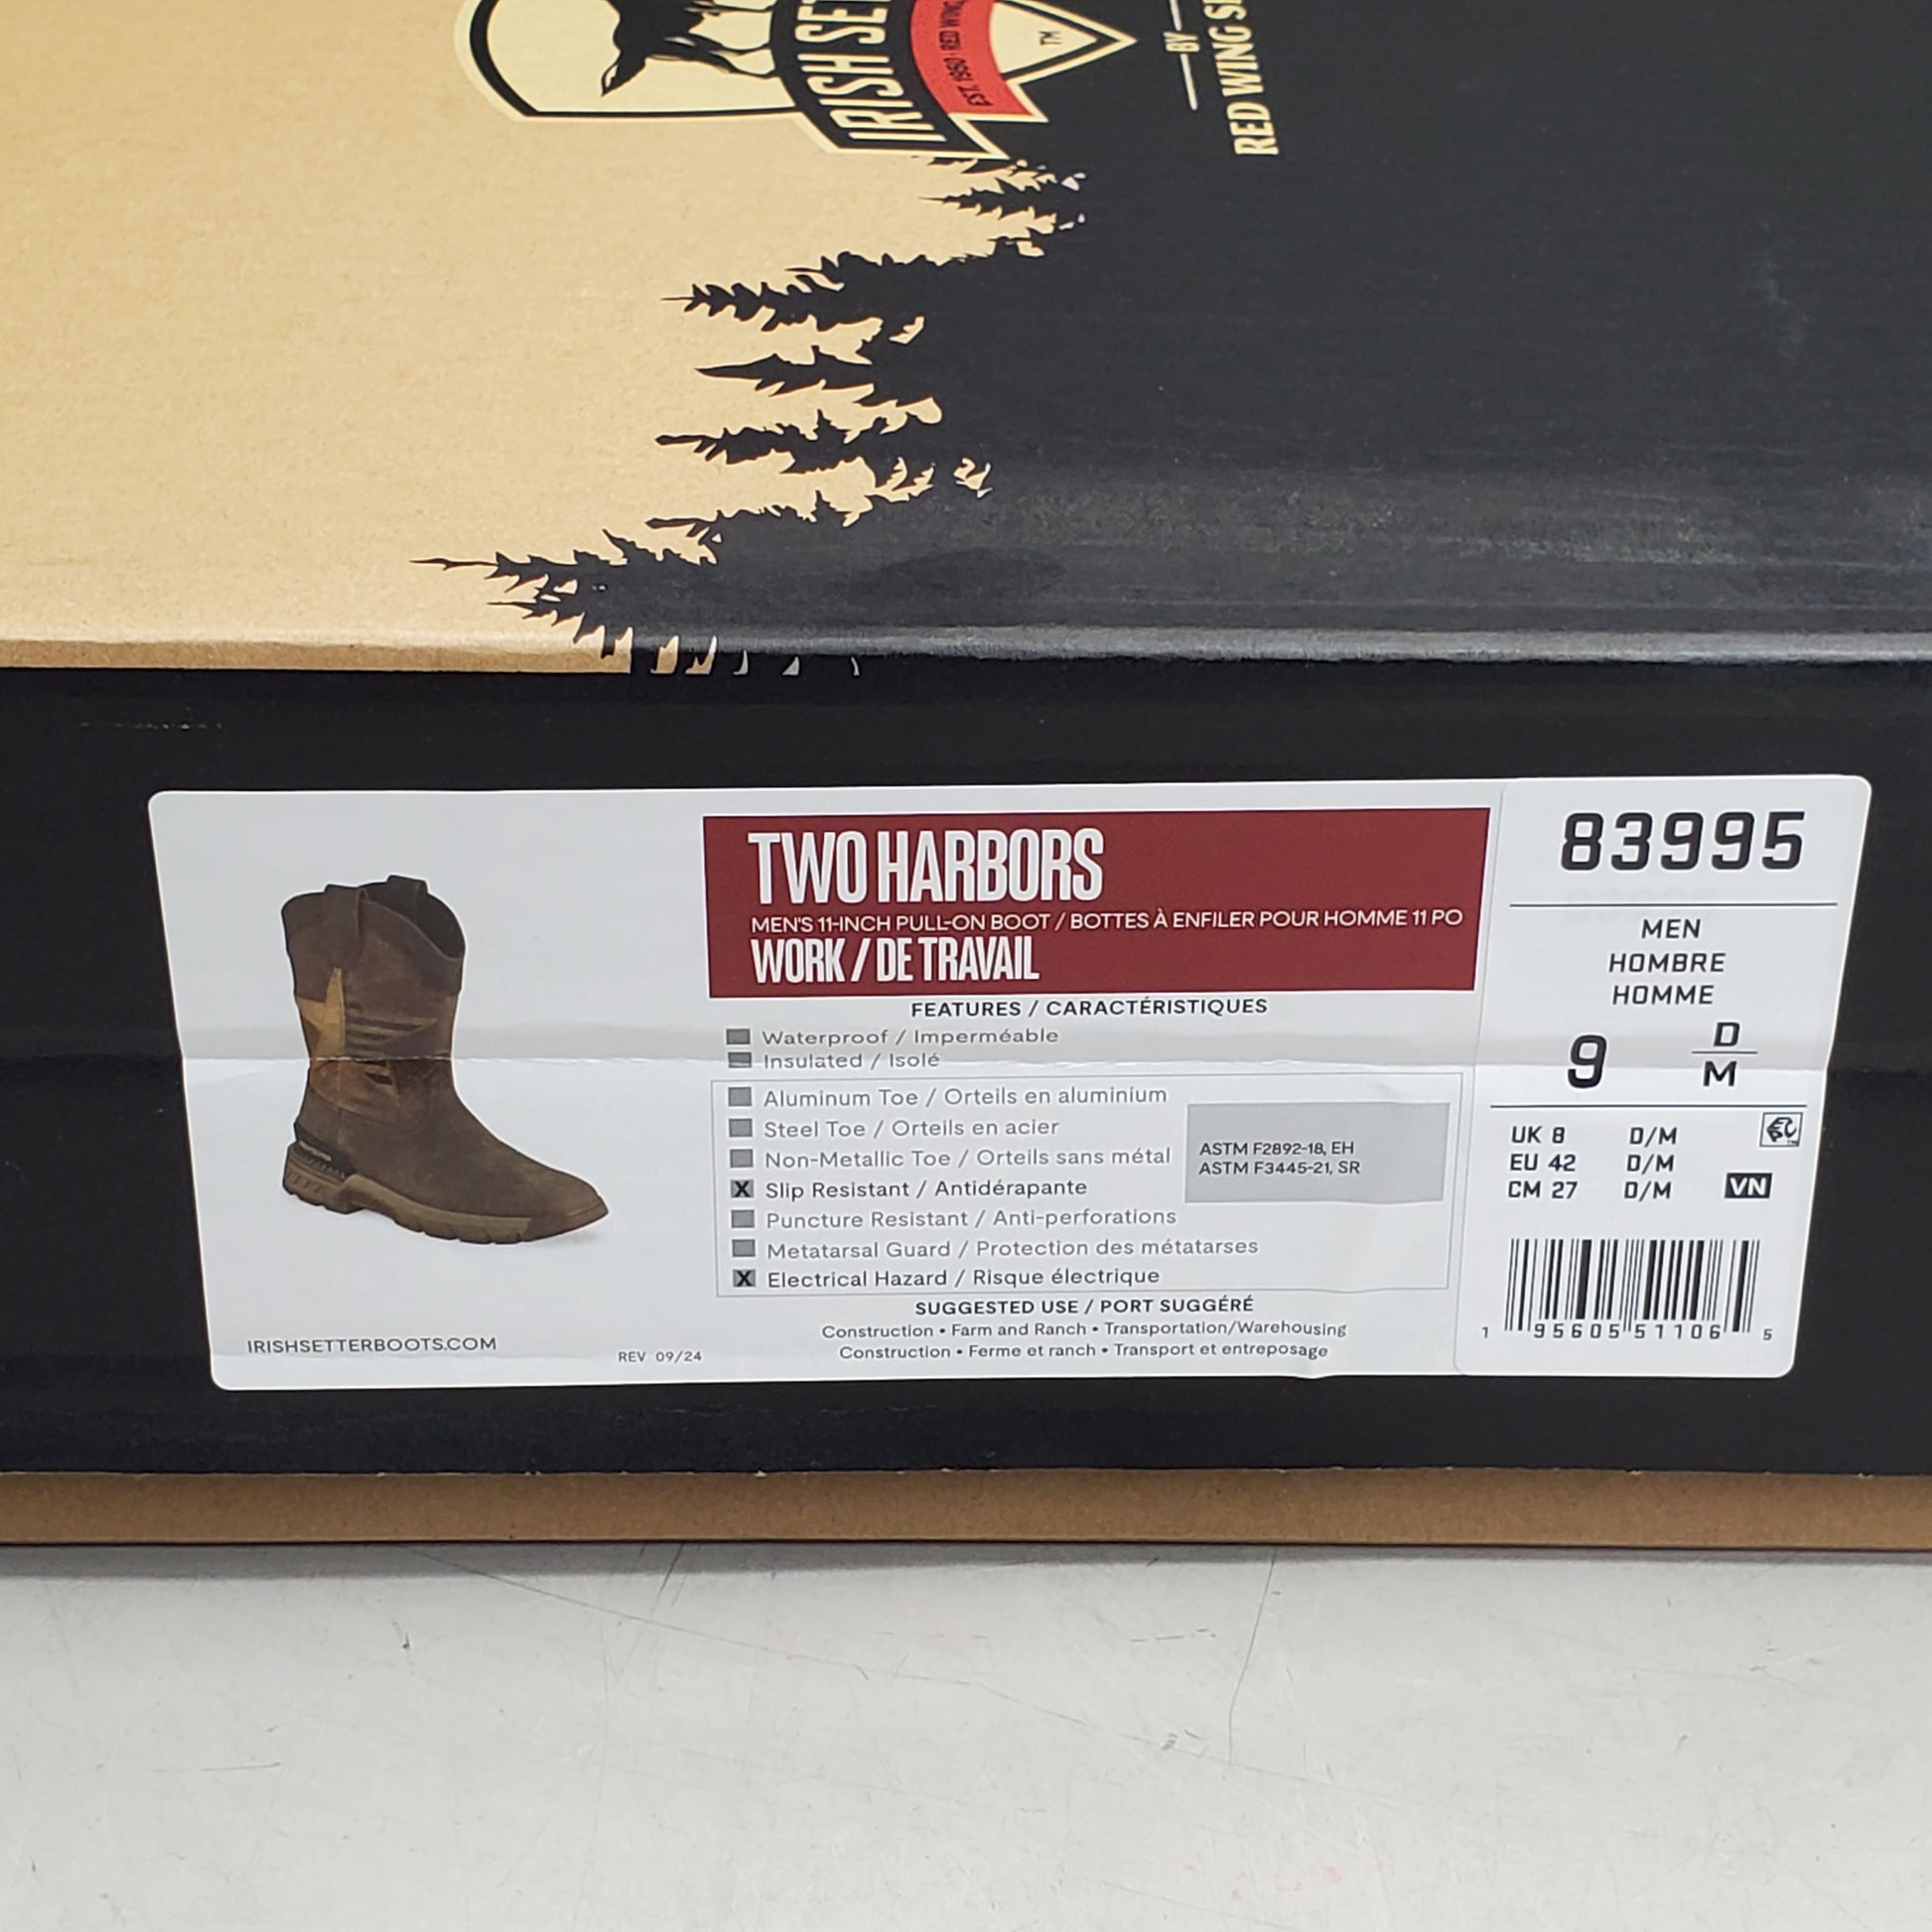 IRISH SE
EST. 1950 · RED WING
TM
BY
RED WING S
TWO HARBORS
MEN'S 11-INCH PULL-ON BOOT / BOTTES À ENFILER POUR HOMME 11 PO
WORK / DE TRAVAIL
FEATURES / CARACTÉRISTIQUES
Waterproof / Imperméable
Insulated / Isolé
Aluminum Toe / Orteils en aluminium
Steel Toe / Orteils en acier
Non-Metallic Toe / Orteils sans métal
X Slip Resistant / Antidérapante
Puncture Resistant / Anti-perforations
Metatarsal Guard / Protection des métatarses
X Electrical Hazard / Risque électrique
ASTM F2892-18, EH
ASTM F3445-21, SR
SUGGESTED USE / PORT SUGGÉRÉ
Construction • Farm and Ranch • Transportation/Warehousing
Construction • Ferme et ranch • Transport et entreposage
IRISHSETTERBOOTS.COM
REV 09/24
83995
MEN
HOMBRE
HOMME
9 D
M
UK 8 D/M
EU 42 D/M
CM 27 D/M
VN
1 95605 51106 5